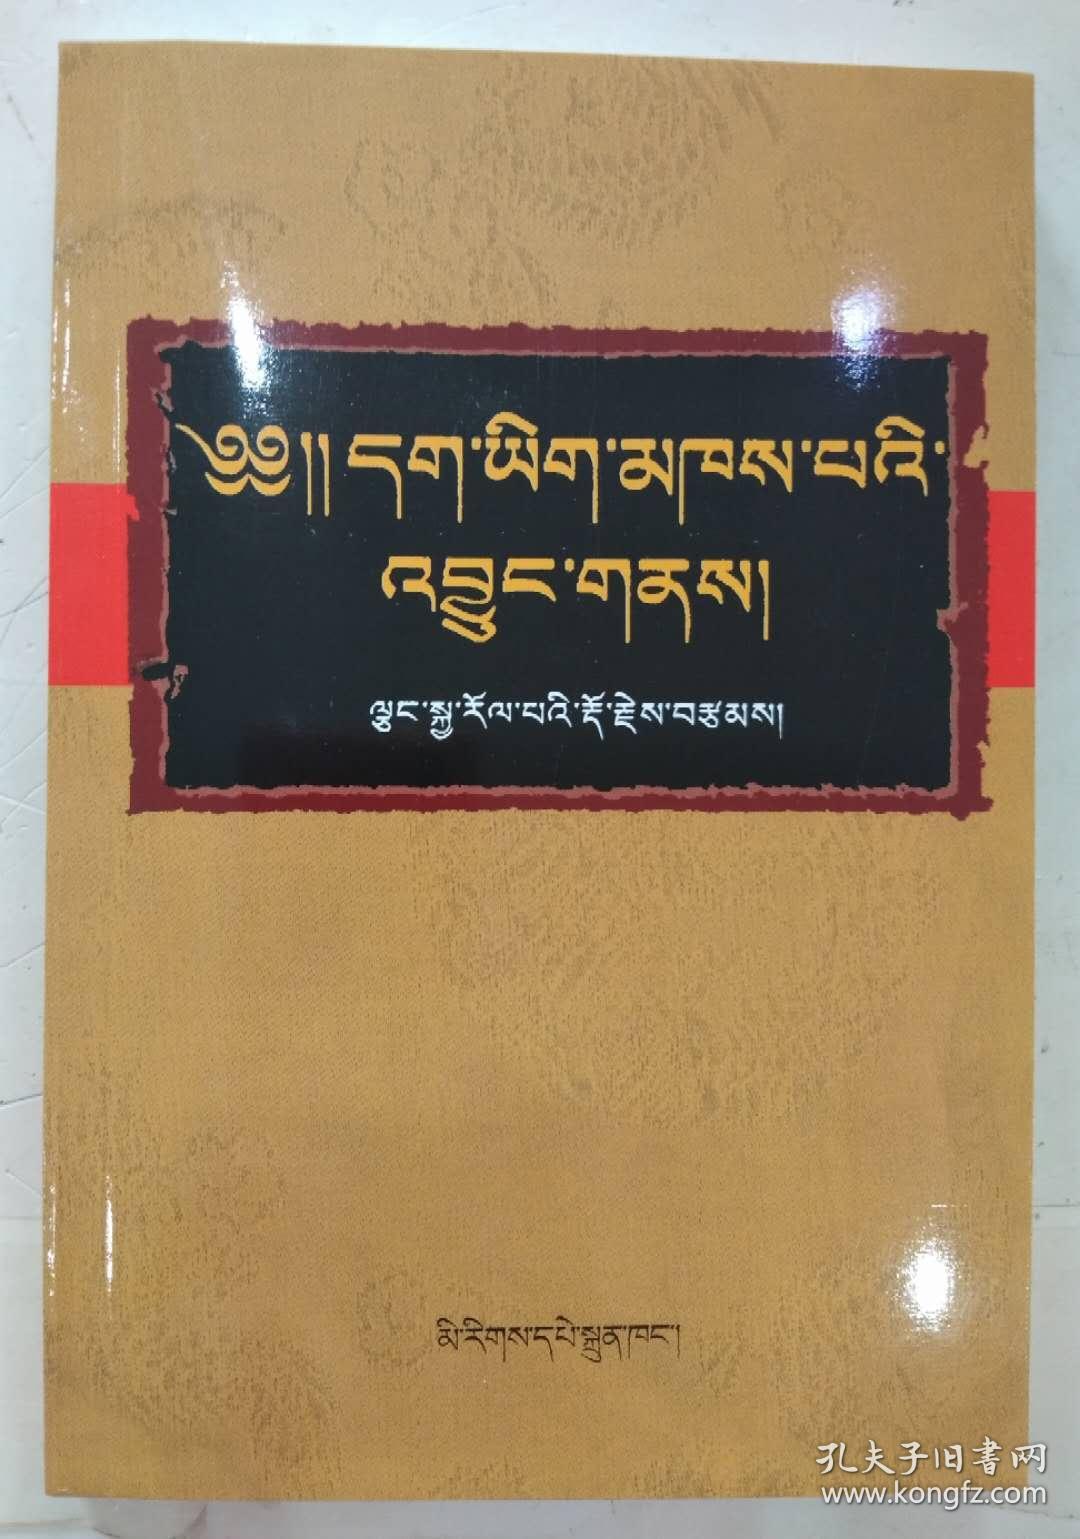 ༄༅།། དག་ཡིག་མཁས་པའི་
འབྱུང་གནས།
ལྕང་སྐྱ་རོལ་པའི་རྡོ་རྗེས་བརྩམས།
མི་རིགས་དཔེ་སྐྲུན་ཁང་།
孔夫子旧书网
www.kongfz.com